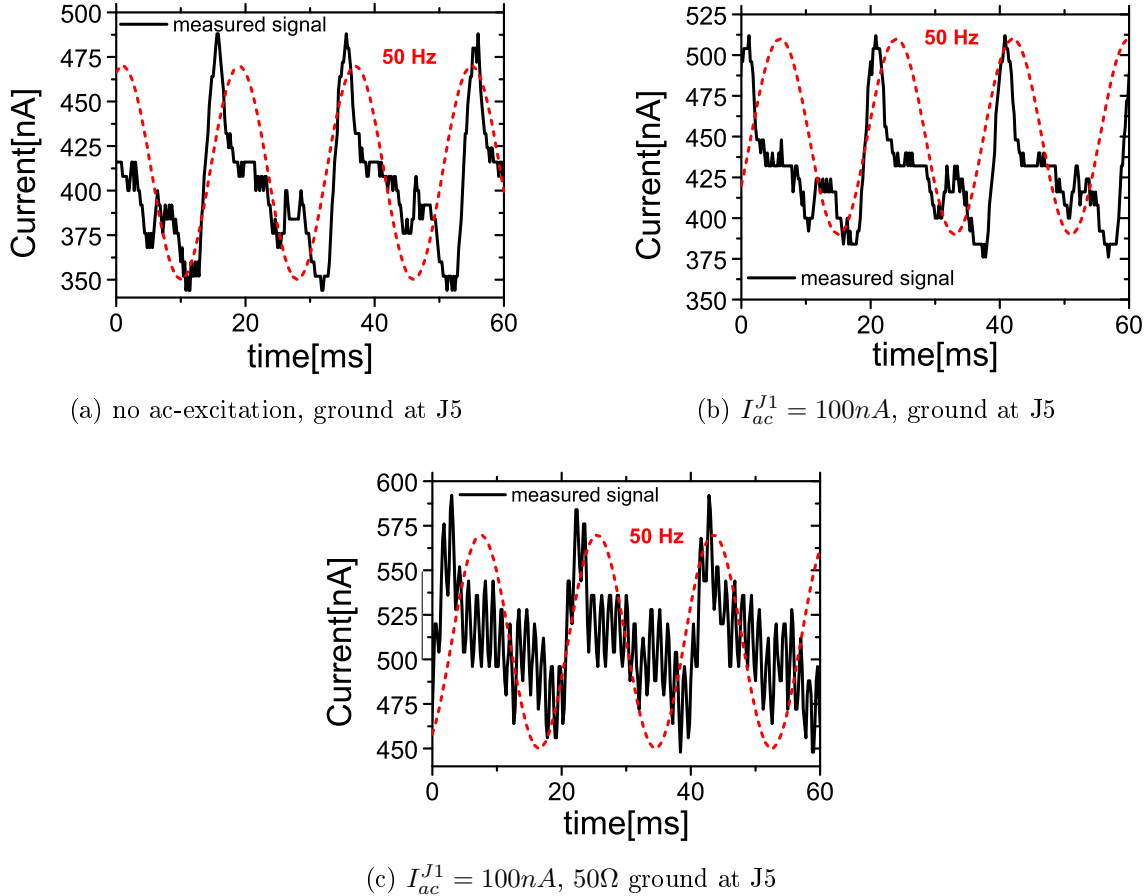 500
475
450
425
400
375
350
Current[nA]
measured signal
50 Hz
0 20 40 60
time[ms]
(a) no ac-excitation, ground at J5
525
500
475
450
425
400
375
350
Current[nA]
50 Hz
measured signal
0 20 40 60
time[ms]
(b) $I_{ac}^{J1} = 100nA$, ground at J5
600
575
550
525
500
475
450
Current[nA]
measured signal
50 Hz
0 20 40 60
time[ms]
(c) $I_{ac}^{J1} = 100nA$, 50Ω ground at J5